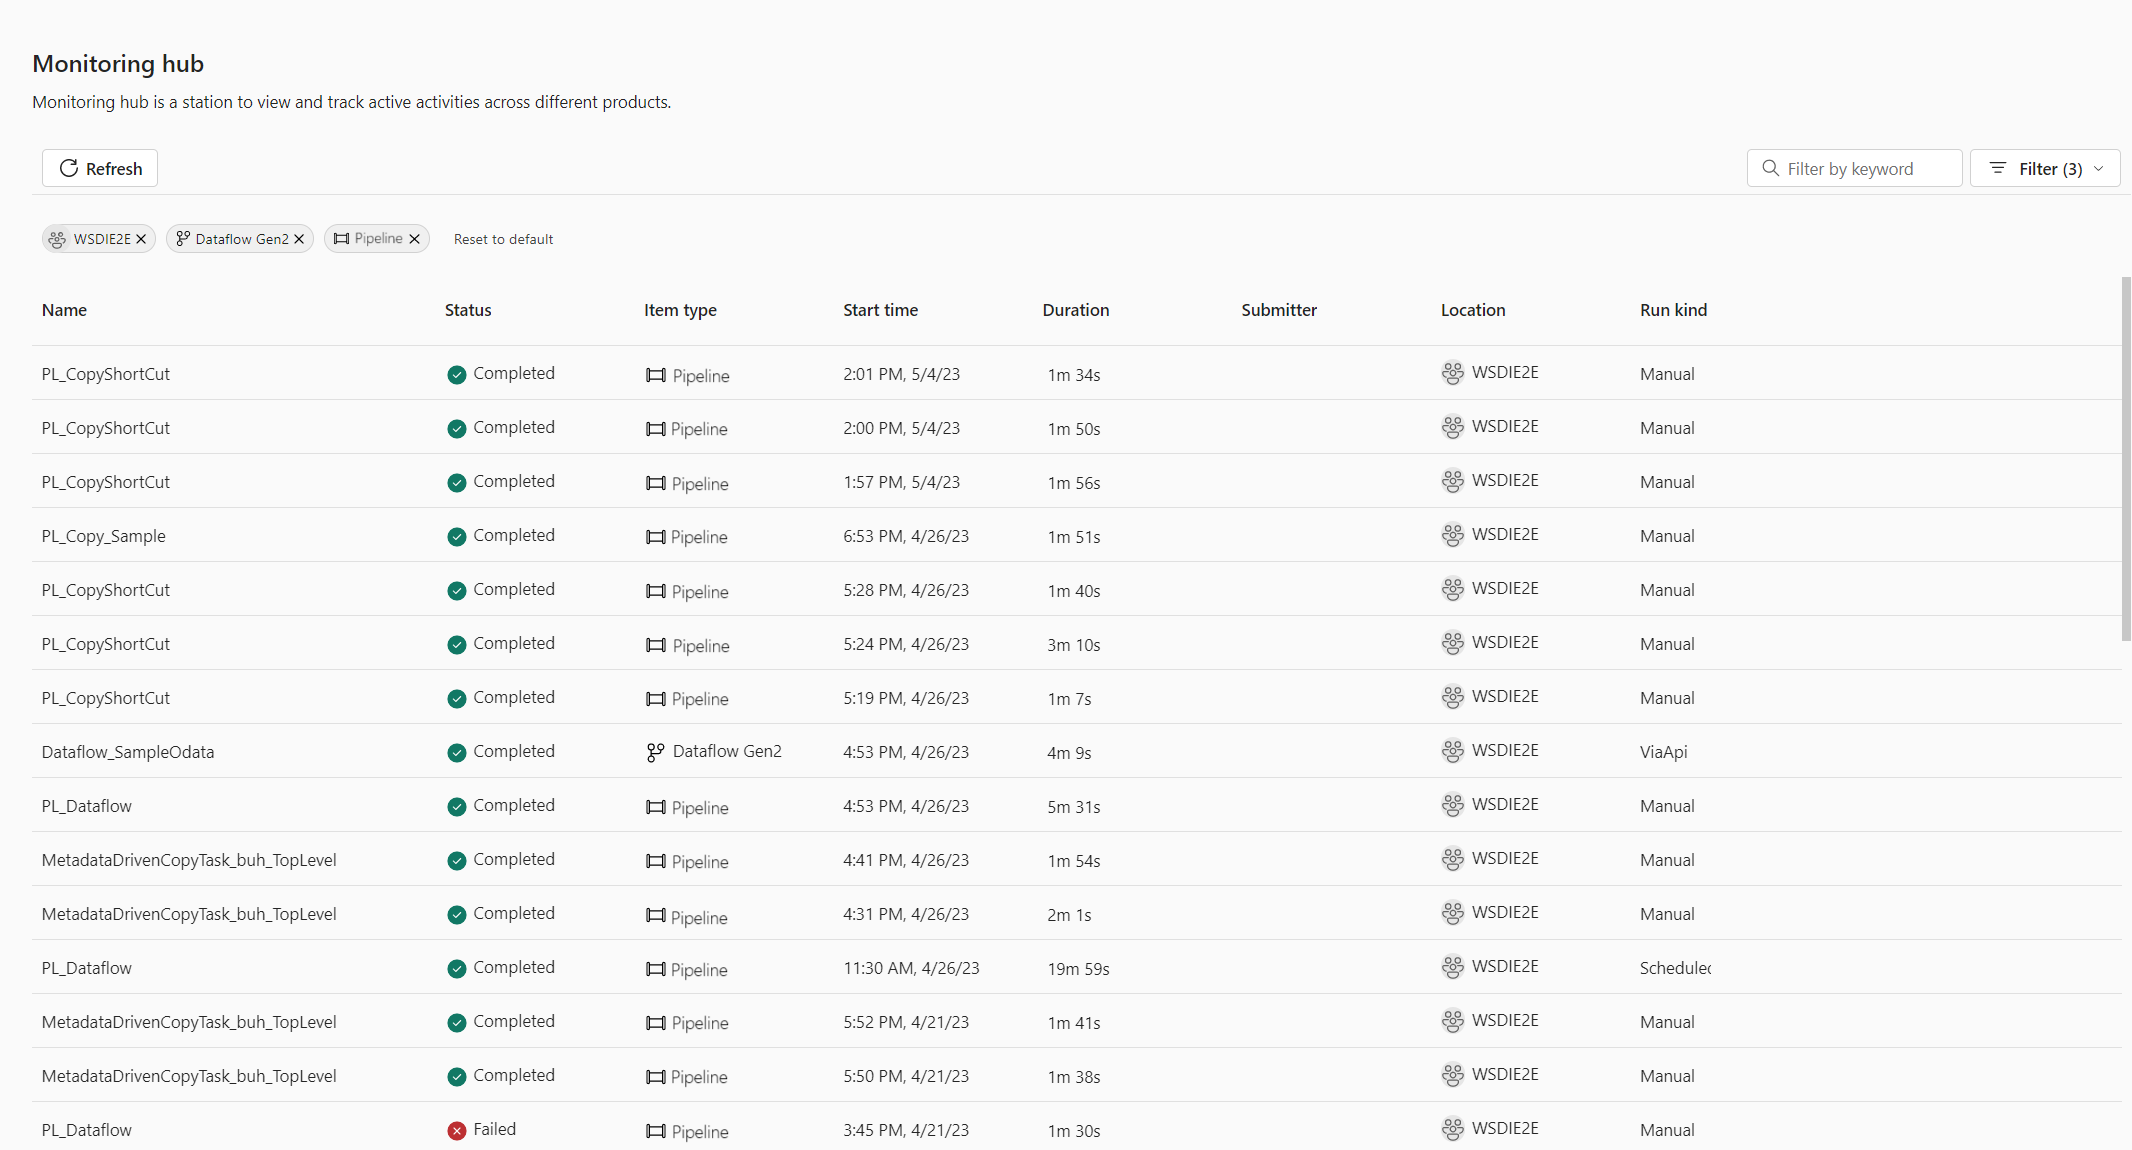 Monitoring hub
Monitoring hub is a station to view and track active activities across different products.
Refresh
Filter by keyword
Filter (3)
WSDIE2E Dataflow Gen2 Pipeline Reset to default
Name Status Item type Start time Duration Submitter Location Run kind
PL_CopyShortCut Completed Pipeline 2:01 PM, 5/4/23 1m 34s WSDIE2E Manual
PL_CopyShortCut Completed Pipeline 2:00 PM, 5/4/23 1m 50s WSDIE2E Manual
PL_CopyShortCut Completed Pipeline 1:57 PM, 5/4/23 1m 56s WSDIE2E Manual
PL_Copy_Sample Completed Pipeline 6:53 PM, 4/26/23 1m 51s WSDIE2E Manual
PL_CopyShortCut Completed Pipeline 5:28 PM, 4/26/23 1m 40s WSDIE2E Manual
PL_CopyShortCut Completed Pipeline 5:24 PM, 4/26/23 3m 10s WSDIE2E Manual
PL_CopyShortCut Completed Pipeline 5:19 PM, 4/26/23 1m 7s WSDIE2E Manual
Dataflow_SampleOdata Completed Dataflow Gen2 4:53 PM, 4/26/23 4m 9s WSDIE2E ViaApi
PL_Dataflow Completed Pipeline 4:53 PM, 4/26/23 5m 31s WSDIE2E Manual
MetadataDrivenCopyTask_buh_TopLevel Completed Pipeline 4:41 PM, 4/26/23 1m 54s WSDIE2E Manual
MetadataDrivenCopyTask_buh_TopLevel Completed Pipeline 4:31 PM, 4/26/23 2m 1s WSDIE2E Manual
PL_Dataflow Completed Pipeline 11:30 AM, 4/26/23 19m 59s WSDIE2E Scheduled
MetadataDrivenCopyTask_buh_TopLevel Completed Pipeline 5:52 PM, 4/21/23 1m 41s WSDIE2E Manual
MetadataDrivenCopyTask_buh_TopLevel Completed Pipeline 5:50 PM, 4/21/23 1m 38s WSDIE2E Manual
PL_Dataflow Failed Pipeline 3:45 PM, 4/21/23 1m 30s WSDIE2E Manual